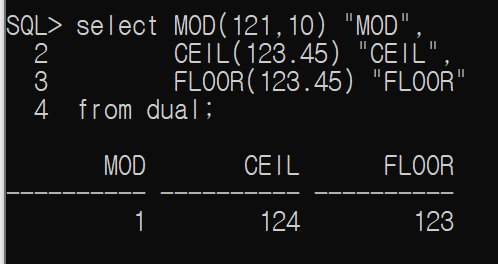 SQL> select MOD(121,10) "MOD",
2 CEIL(123.45) "CEIL",
3 FLOOR(123.45) "FLOOR"
4 from dual;
MOD CEIL FLOOR
---------- ---------- ----------
1 124 123